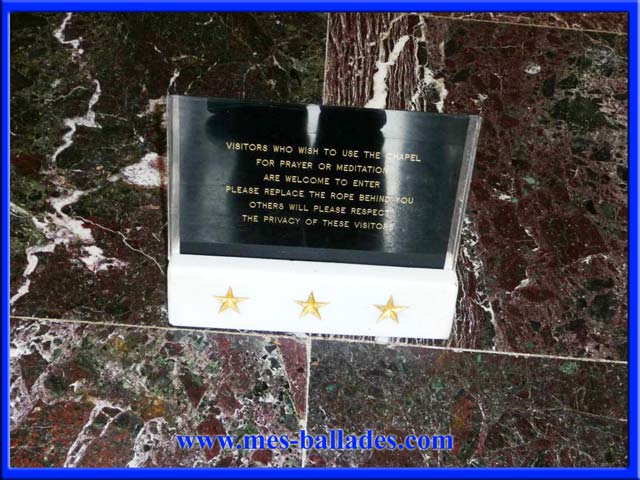 VISITORS WHO WISH TO USE THE CHAPEL
FOR PRAYER OR MEDITATION
ARE WELCOME TO ENTER
PLEASE REPLACE THE ROPE BEHIND YOU
OTHERS WILL PLEASE RESPECT
THE PRIVACY OF THESE VISITORS
www.mes-ballades.com